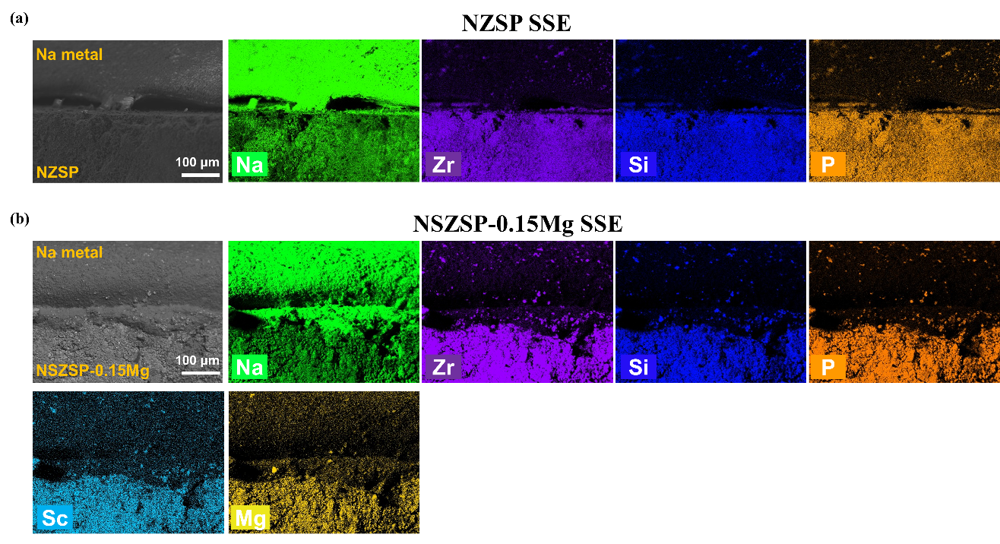 (a)
NZSP SSE
Na metal
NZSP
100 μm
Na
Zr
Si
P
(b)
NSZSP-0.15Mg SSE
Na metal
NSZSP-0.15Mg
100 μm
Na
Zr
Si
P
Sc
Mg